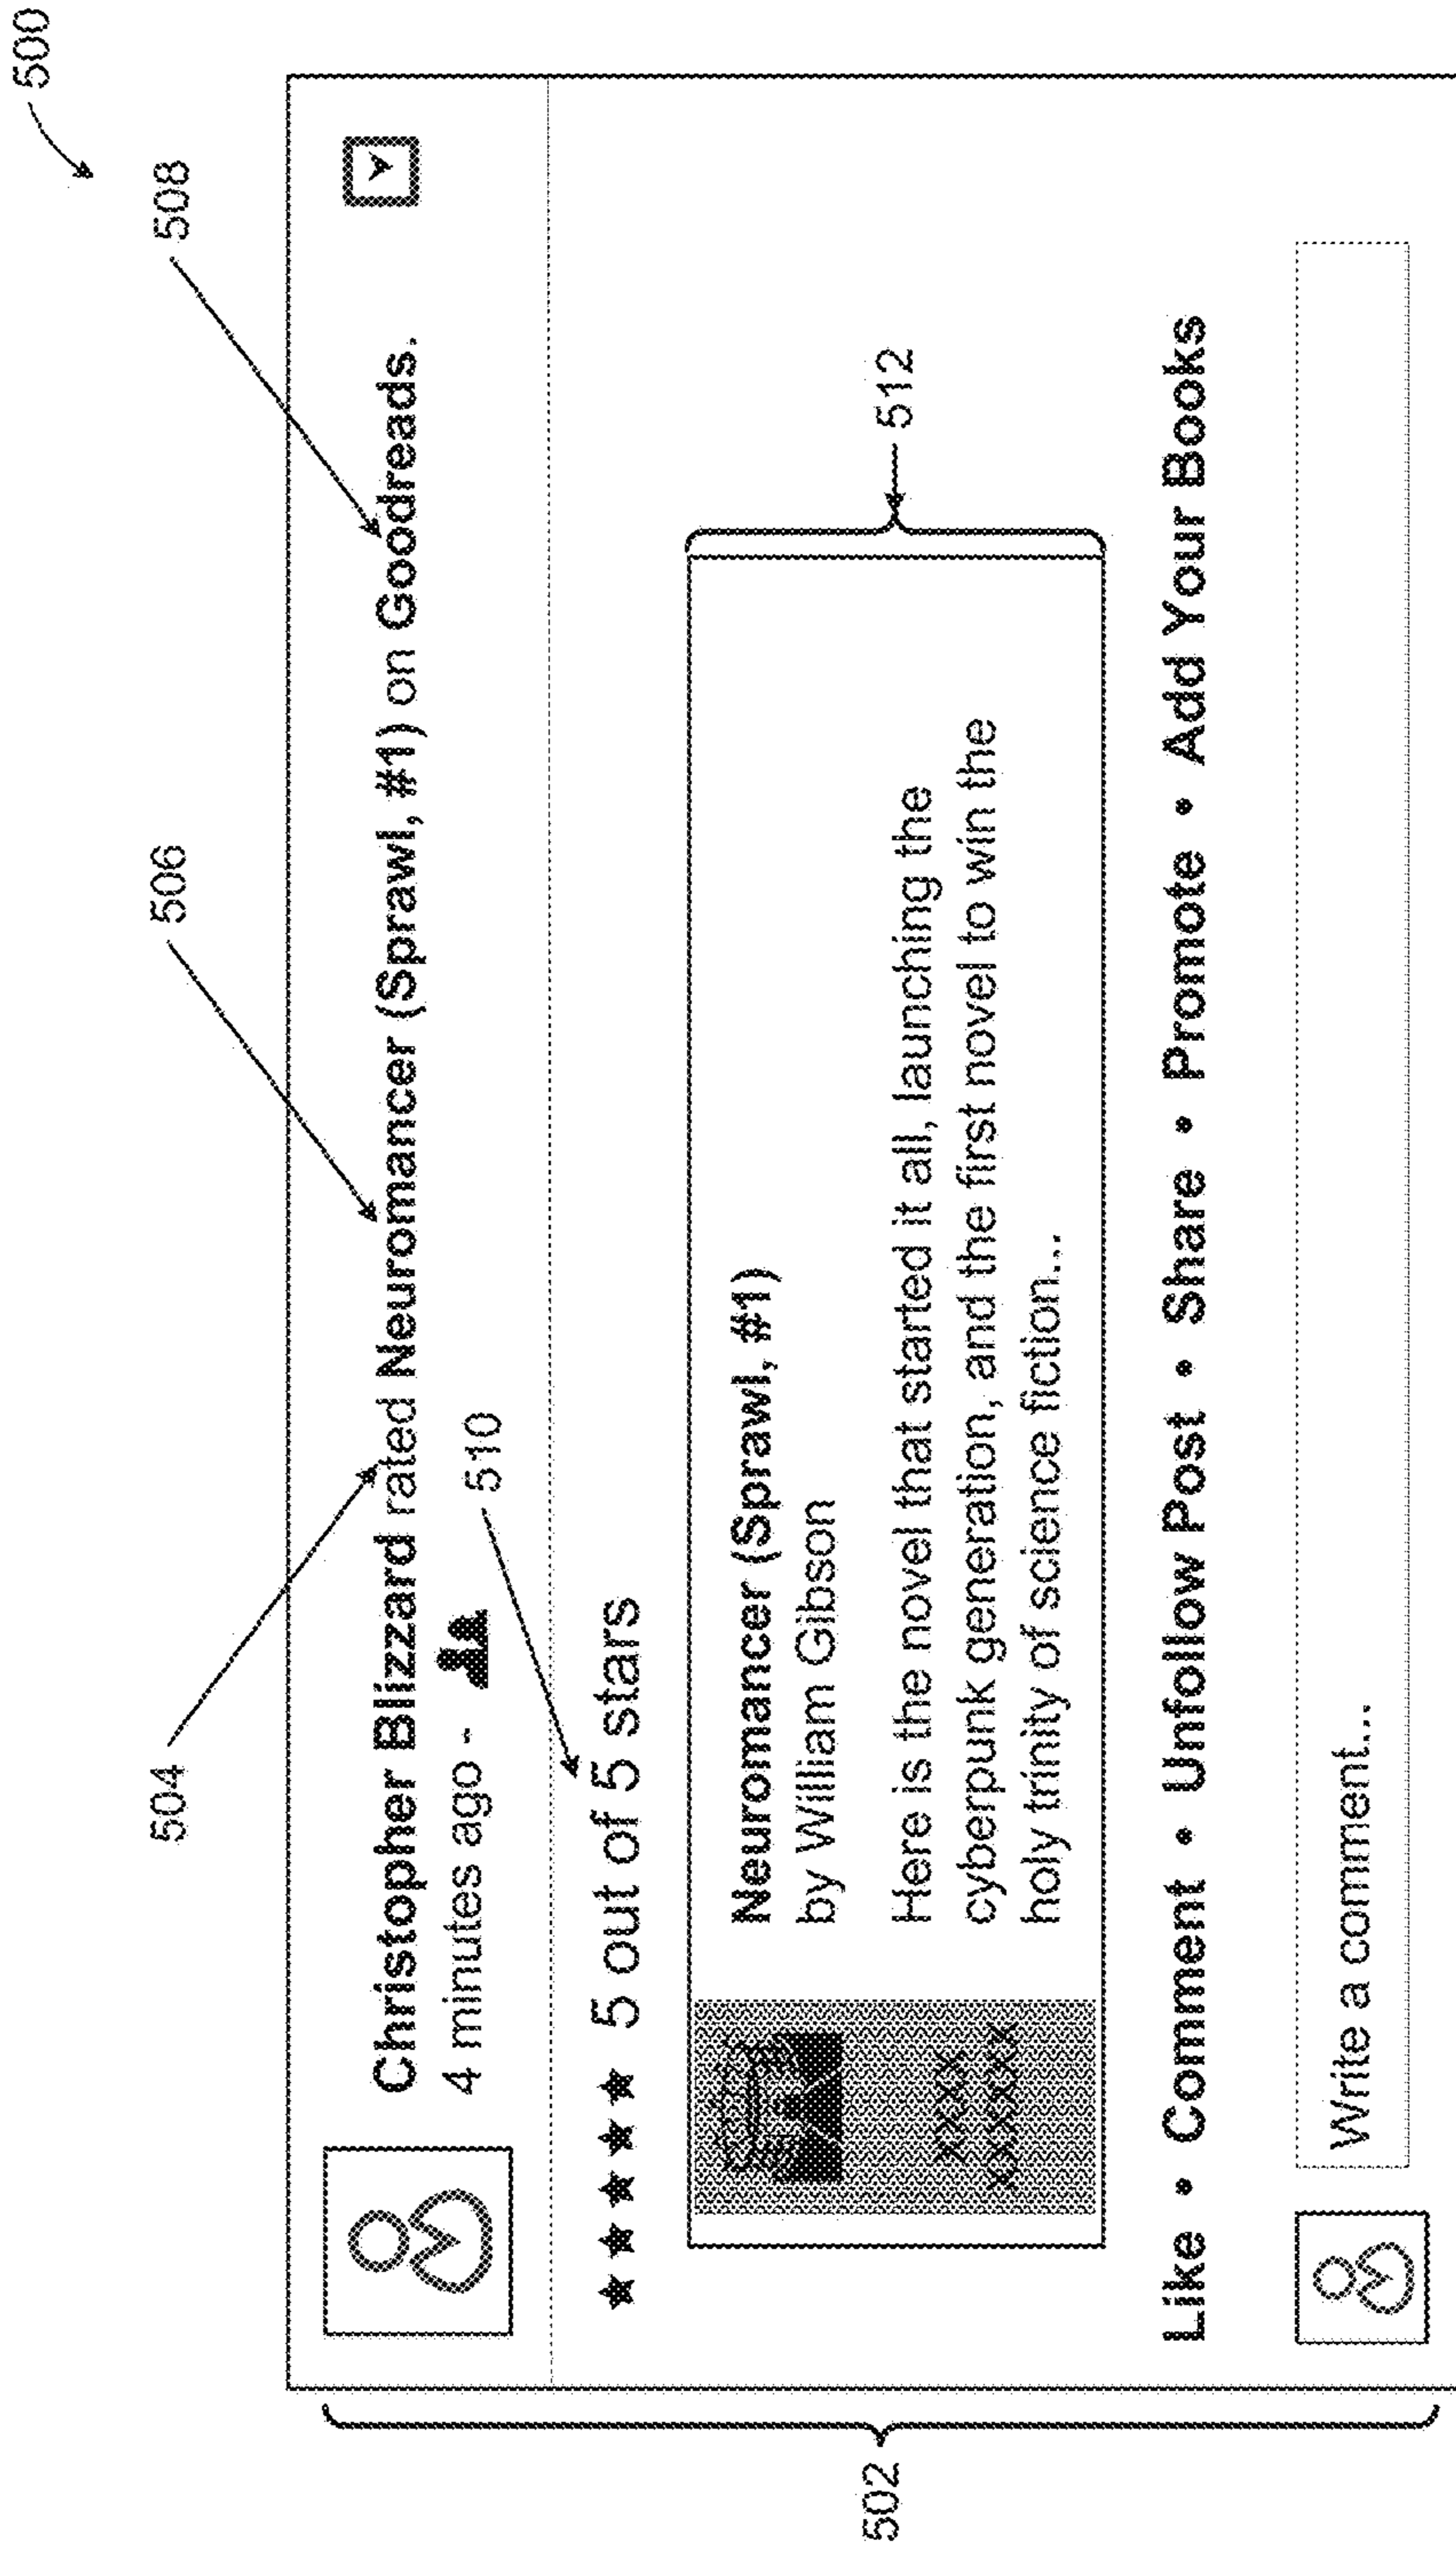 500
504
506
508
Christopher Blizzard rated Neuromancer (Sprawl, #1) on Goodreads.
4 minutes ago -
510
★★★★★ 5 out of 5 stars
502
512
Neuromancer (Sprawl, #1)
by William Gibson
Here is the novel that started it all, launching the
cyberpunk generation, and the first novel to win the
holy trinity of science fiction...
XXXX
XXXXXX
Like • Comment • Unfollow Post • Share • Promote • Add Your Books
Write a comment...